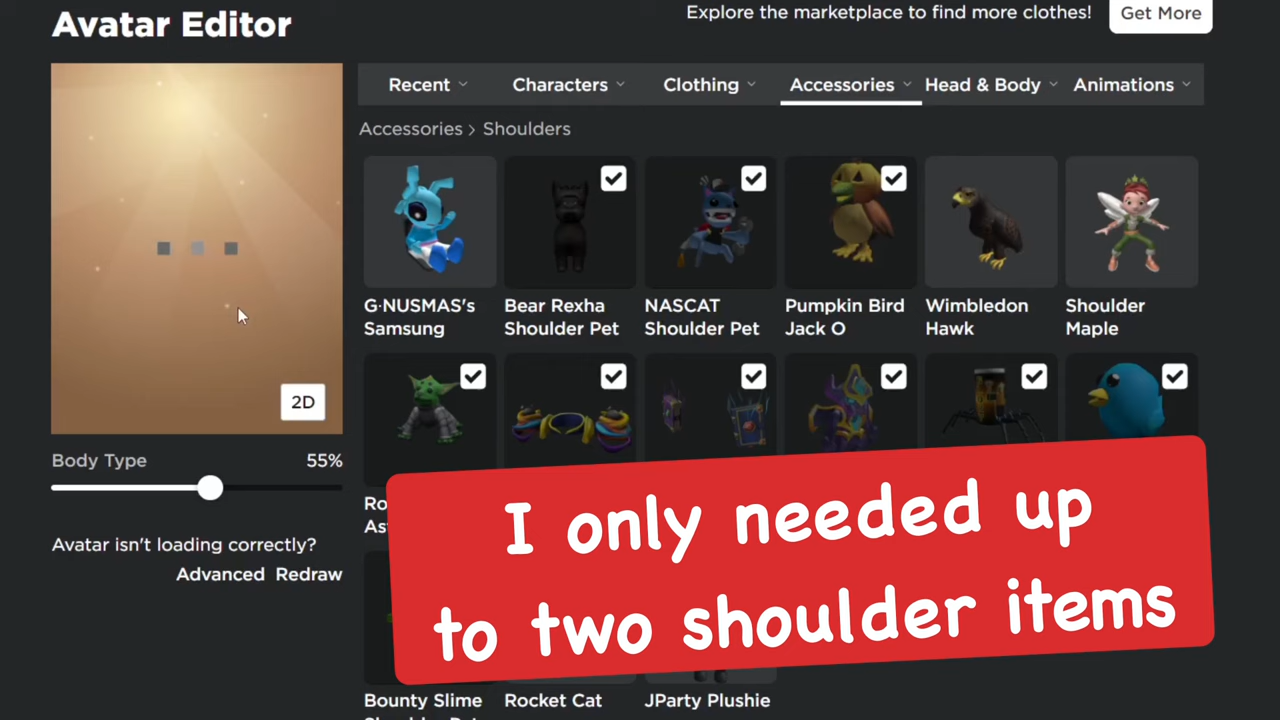 Avatar Editor
Explore the marketplace to find more clothes!
Get More
Recent
Characters
Clothing
Accessories
Head & Body
Animations
Accessories > Shoulders
G·NUSMAS's
Samsung
Bear Rexha
Shoulder Pet
NASCAT
Shoulder Pet
Pumpkin Bird
Jack O
Wimbledon
Hawk
Shoulder
Maple
2D
Body Type 55%
Avatar isn't loading correctly?
Advanced Redraw
I only needed up
to two shoulder items
Bounty Slime
Rocket Cat
JParty Plushie